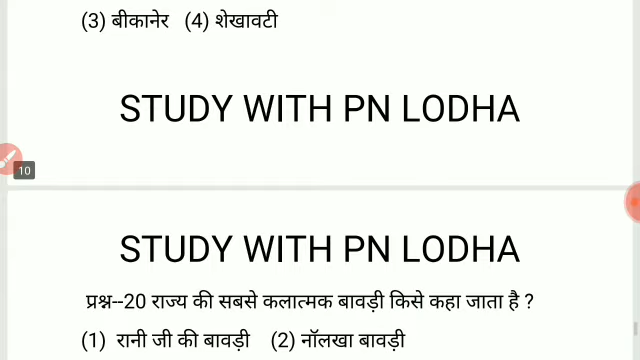 (3) बीकानेर (4) शेखावटी
STUDY WITH PN LODHA
10
STUDY WITH PN LODHA
प्रश्न--20 राज्य की सबसे कलात्मक बावड़ी किसे कहा जाता है ?
(1) रानी जी की बावड़ी (2) नॉलखा बावड़ी